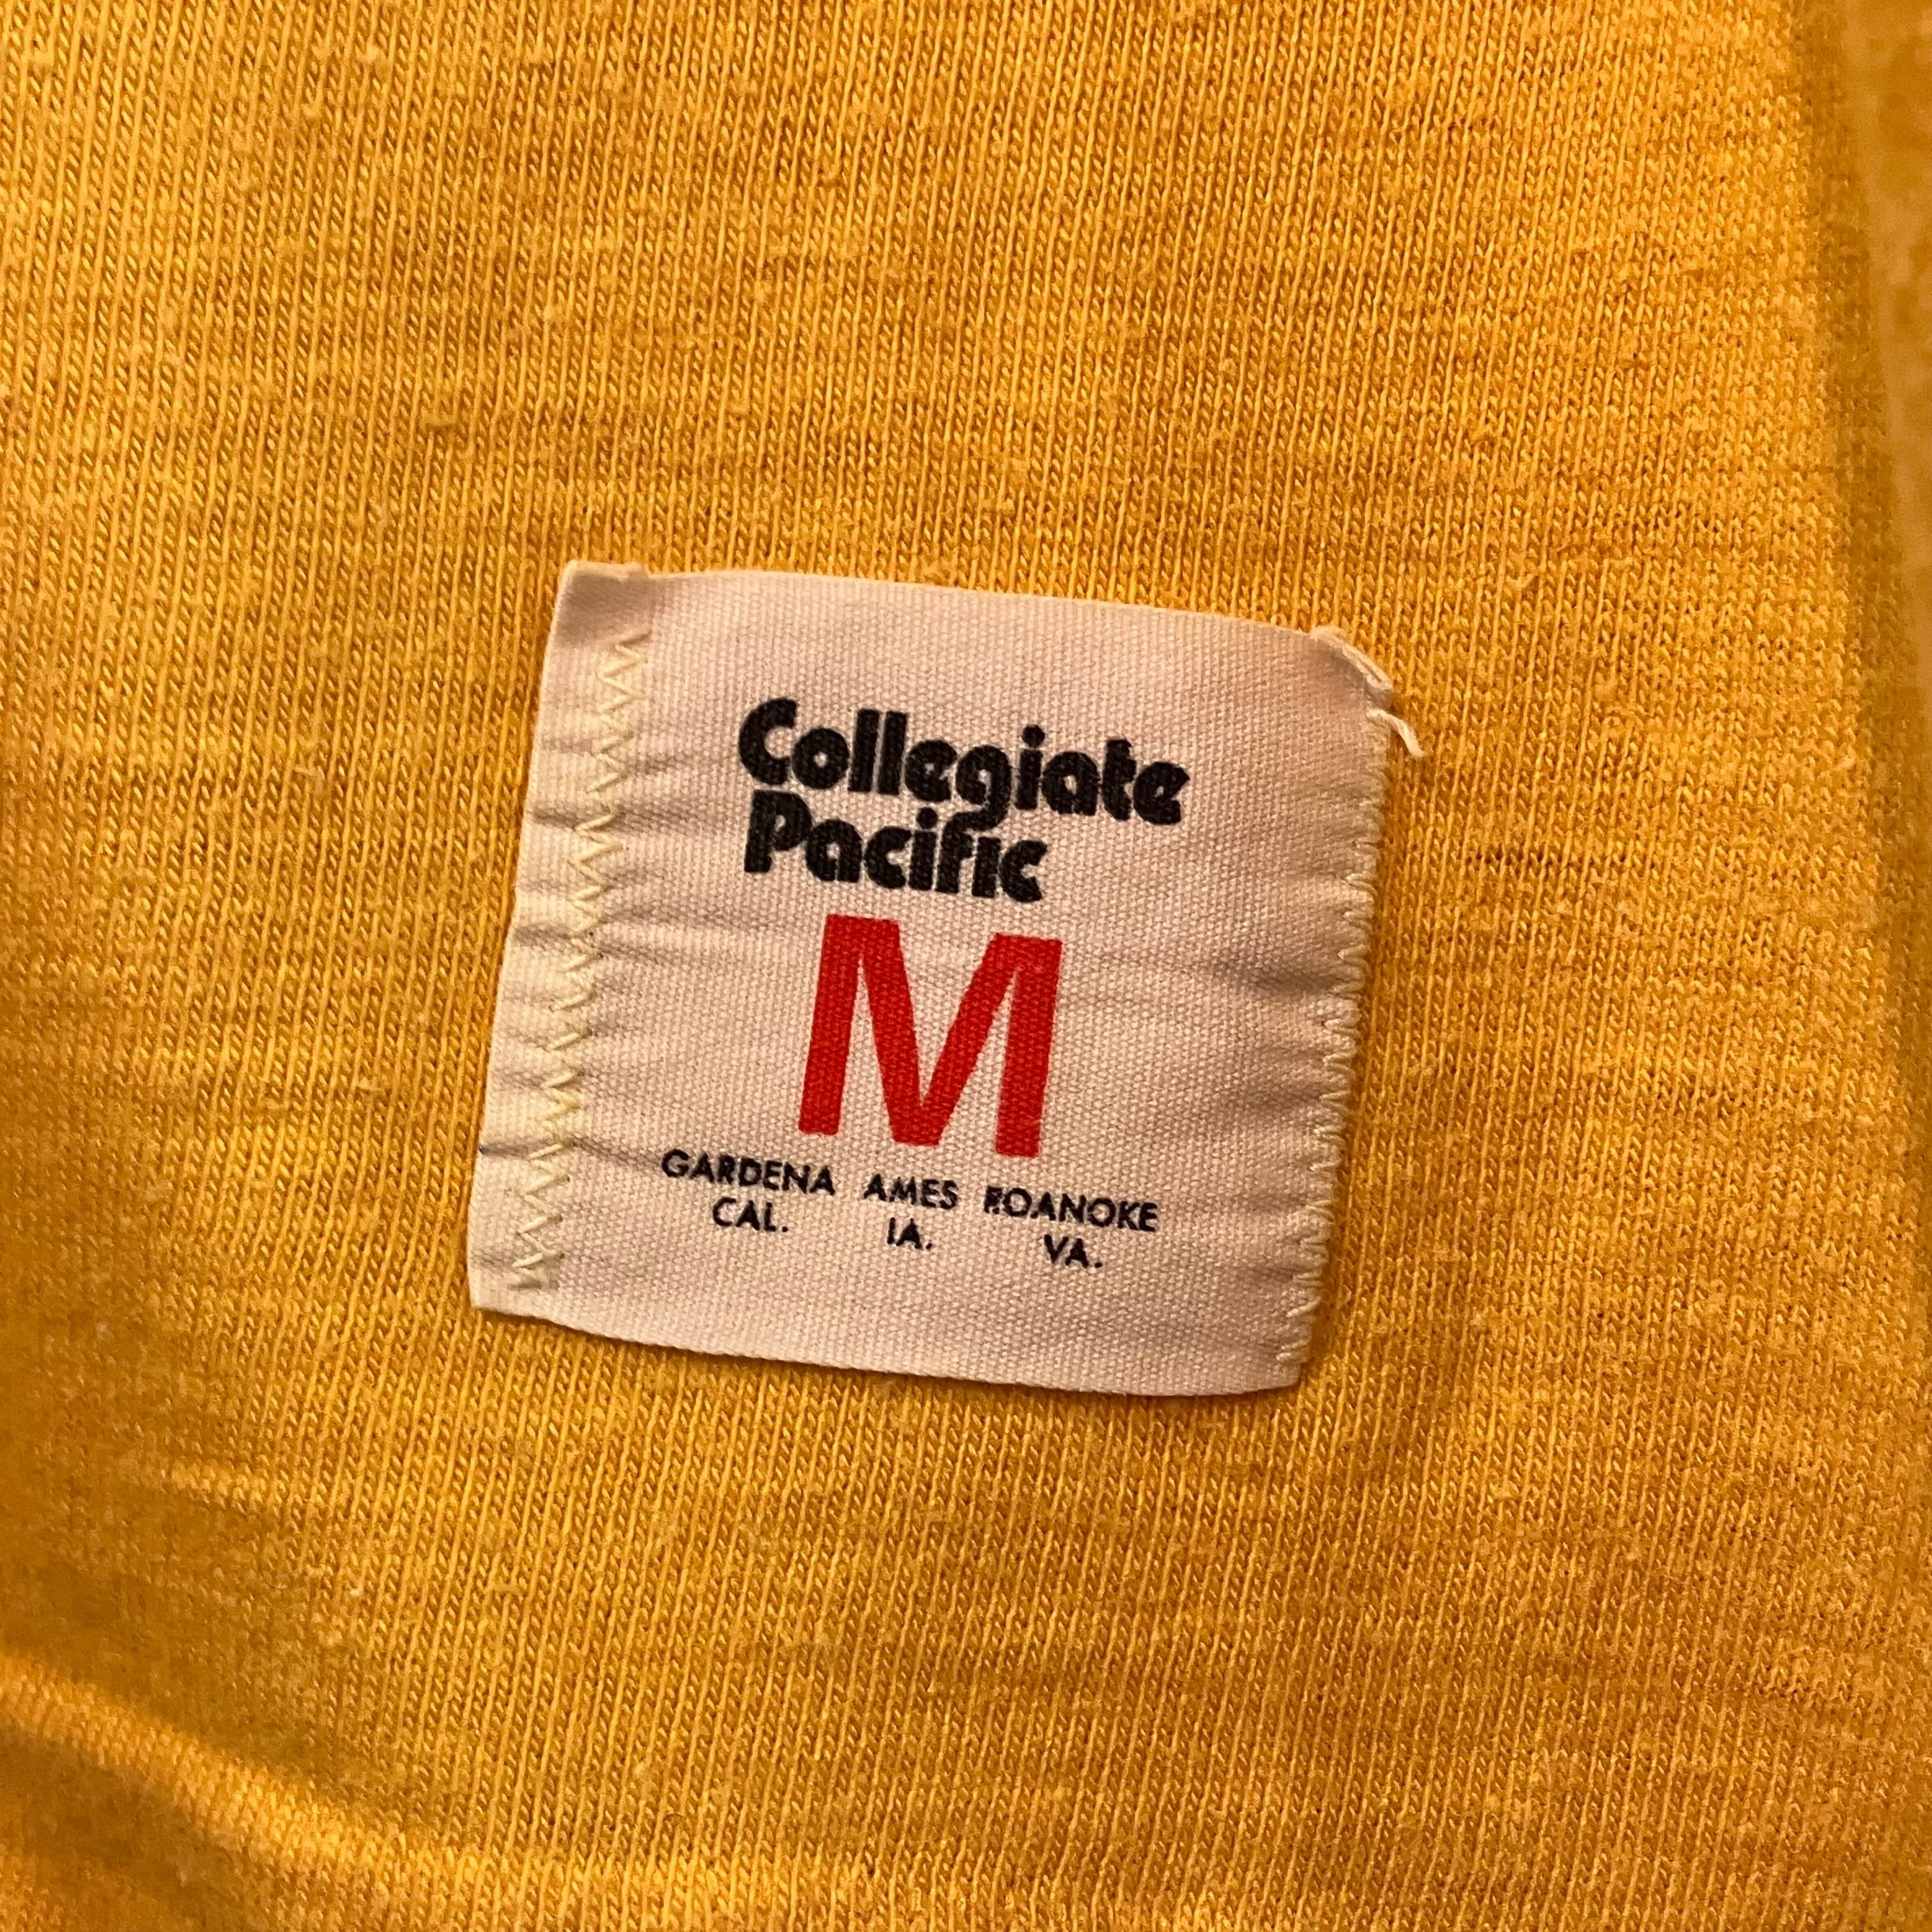 Collegiate
Pacific
M
GARDENA AMES ROANOKE
CAL. IA. VA.